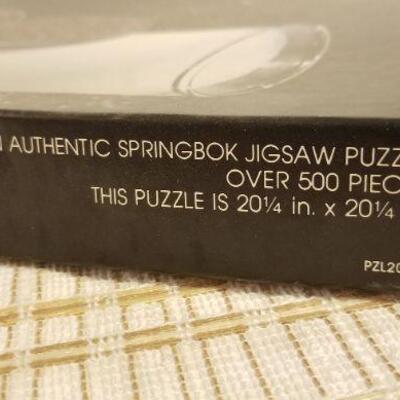 AUTHENTIC SPRINGBOK JIGSAW PUZZ
OVER 500 PIEC
THIS PUZZLE IS 20¼ in. x 20¼
PZL20